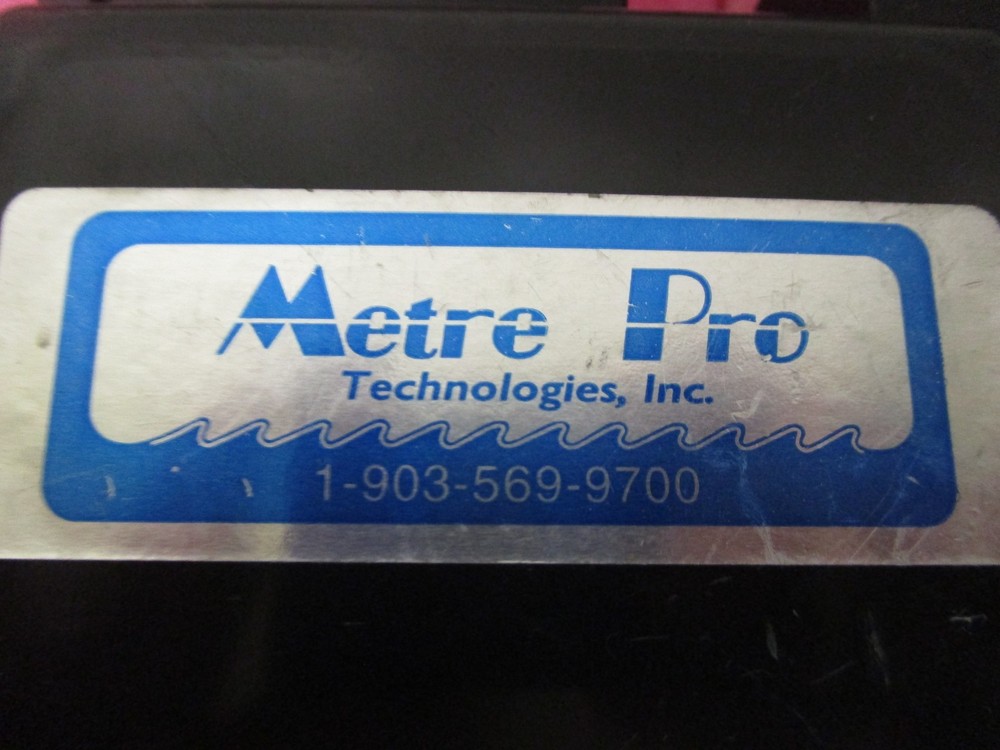 Metre Pro
Technologies, Inc.
1-903-569-9700